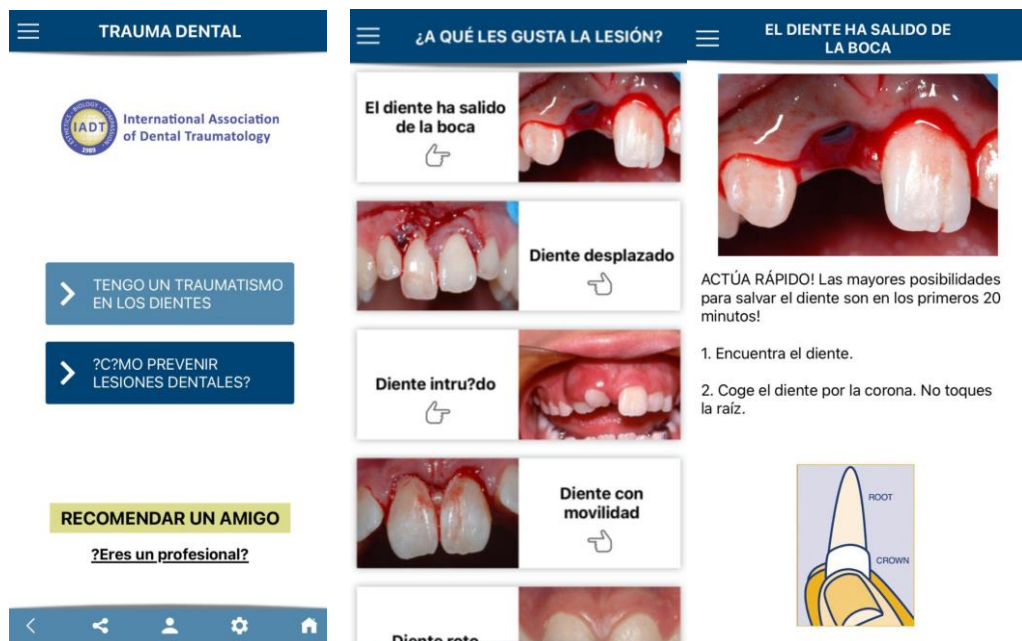 TRAUMA DENTAL
BIOLOGY
COMPASSION
ESTHETICS
IADT
1989
International Association
of Dental Traumatology
TENGO UN TRAUMATISMO
EN LOS DIENTES
?C?MO PREVENIR
LESIONES DENTALES?
RECOMENDAR UN AMIGO
?Eres un profesional?
¿A QUÉ LES GUSTA LA LESIÓN?
El diente ha salido
de la boca
Diente desplazado
Diente intru?do
Diente con
movilidad
Diente roto
EL DIENTE HA SALIDO DE
LA BOCA
ACTÚA RÁPIDO! Las mayores posibilidades
para salvar el diente son en los primeros 20
minutos!
1. Encuentra el diente.
2. Coge el diente por la corona. No toques
la raíz.
ROOT
CROWN